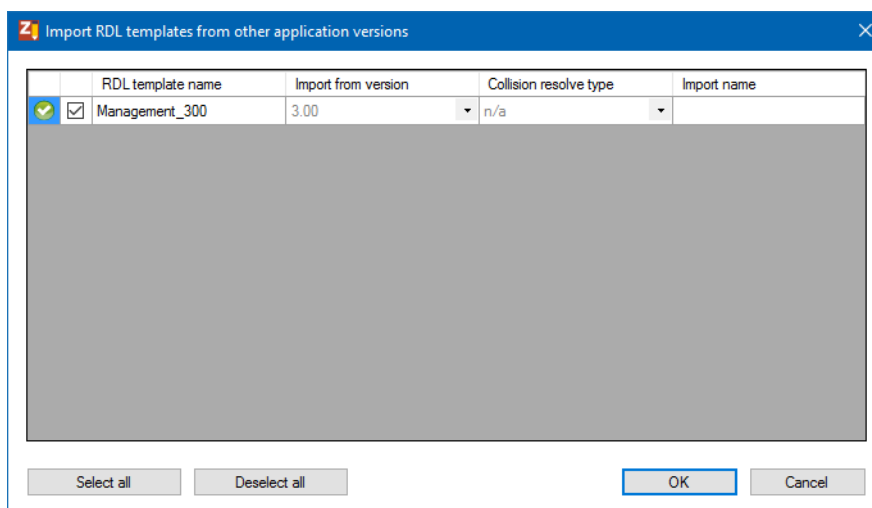 Z Import RDL templates from other application versions
RDL template name Import from version Collision resolve type Import name
Management_300 3.00 n/a
Select all Deselect all OK Cancel